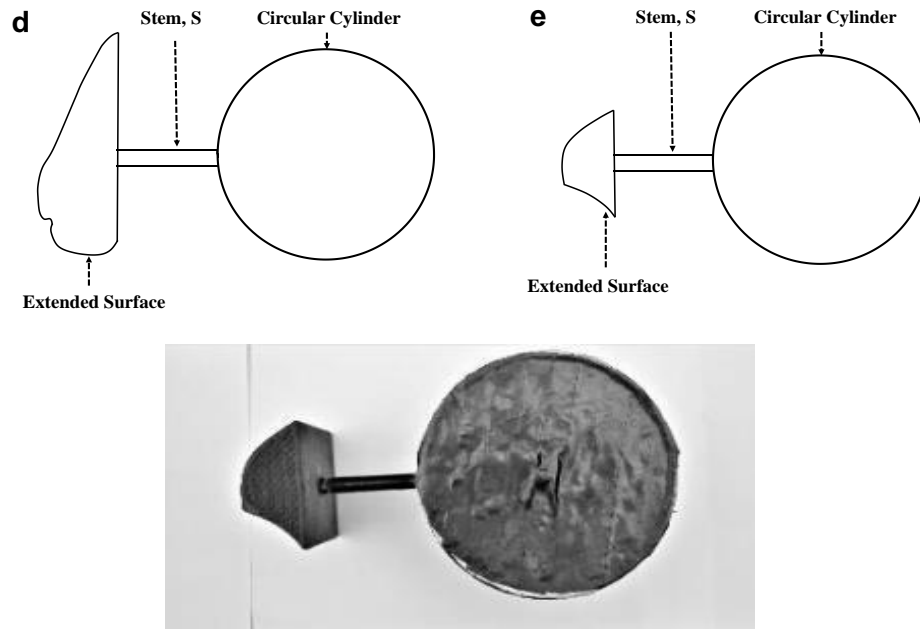 d
Stem, S
Circular Cylinder
Extended Surface
e
Stem, S
Circular Cylinder
Extended Surface